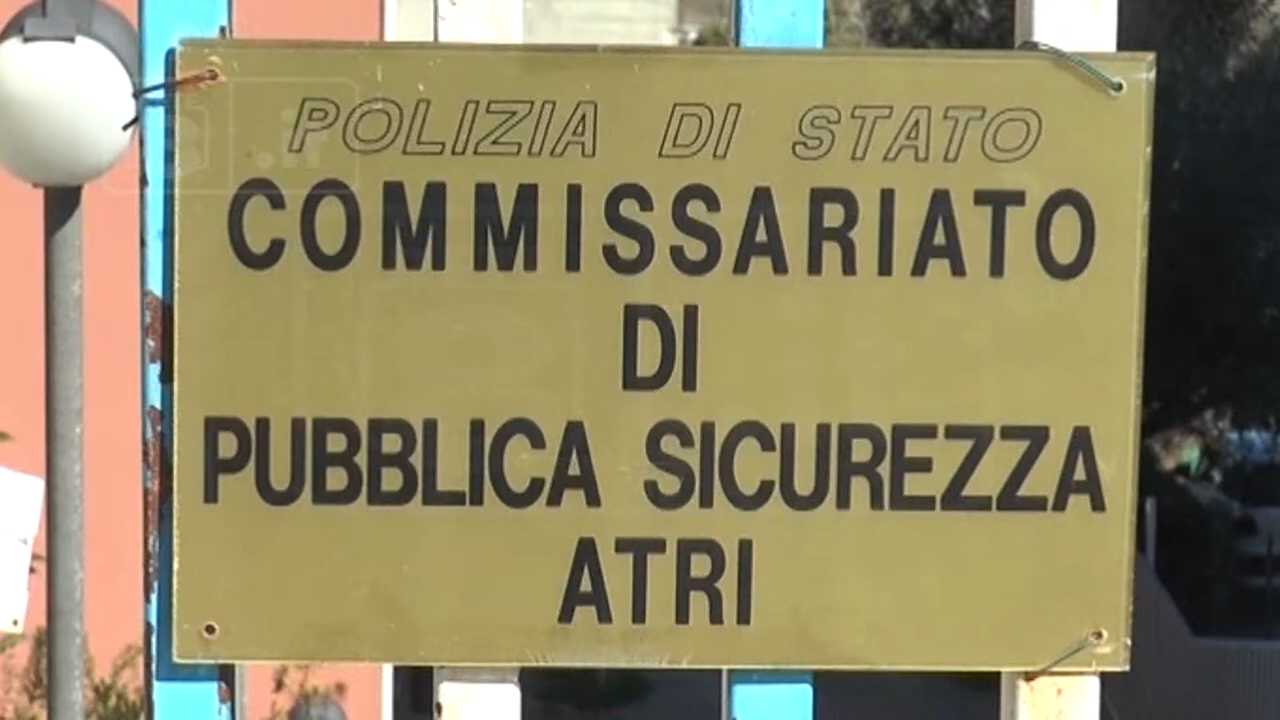 POLIZIA DI STATO
COMMISSARIATO
DI
PUBBLICA SICUREZZA
ATRI